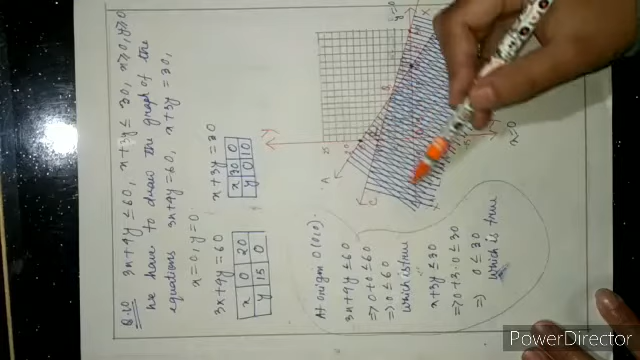 Q.10 3x+4y ≤ 60, x+3y ≤ 30, x≥0, y≥0
We have to draw the graph of the
equations 3x+4y=60, x+3y=30,
x=0, y=0
3x+4y=60
x 0 20
y 15 0
x+3y=30
x 30 0
y 0 10
At origin O(0,0).
3x+4y ≤60
=> 0+0 ≤60
=> 0 ≤ 60
which is true
x+3y ≤ 30
=> 0+3·0 ≤ 30
=> 0 ≤ 30
which is true
y=0
x=0
A
C
X
Y
PowerDirector